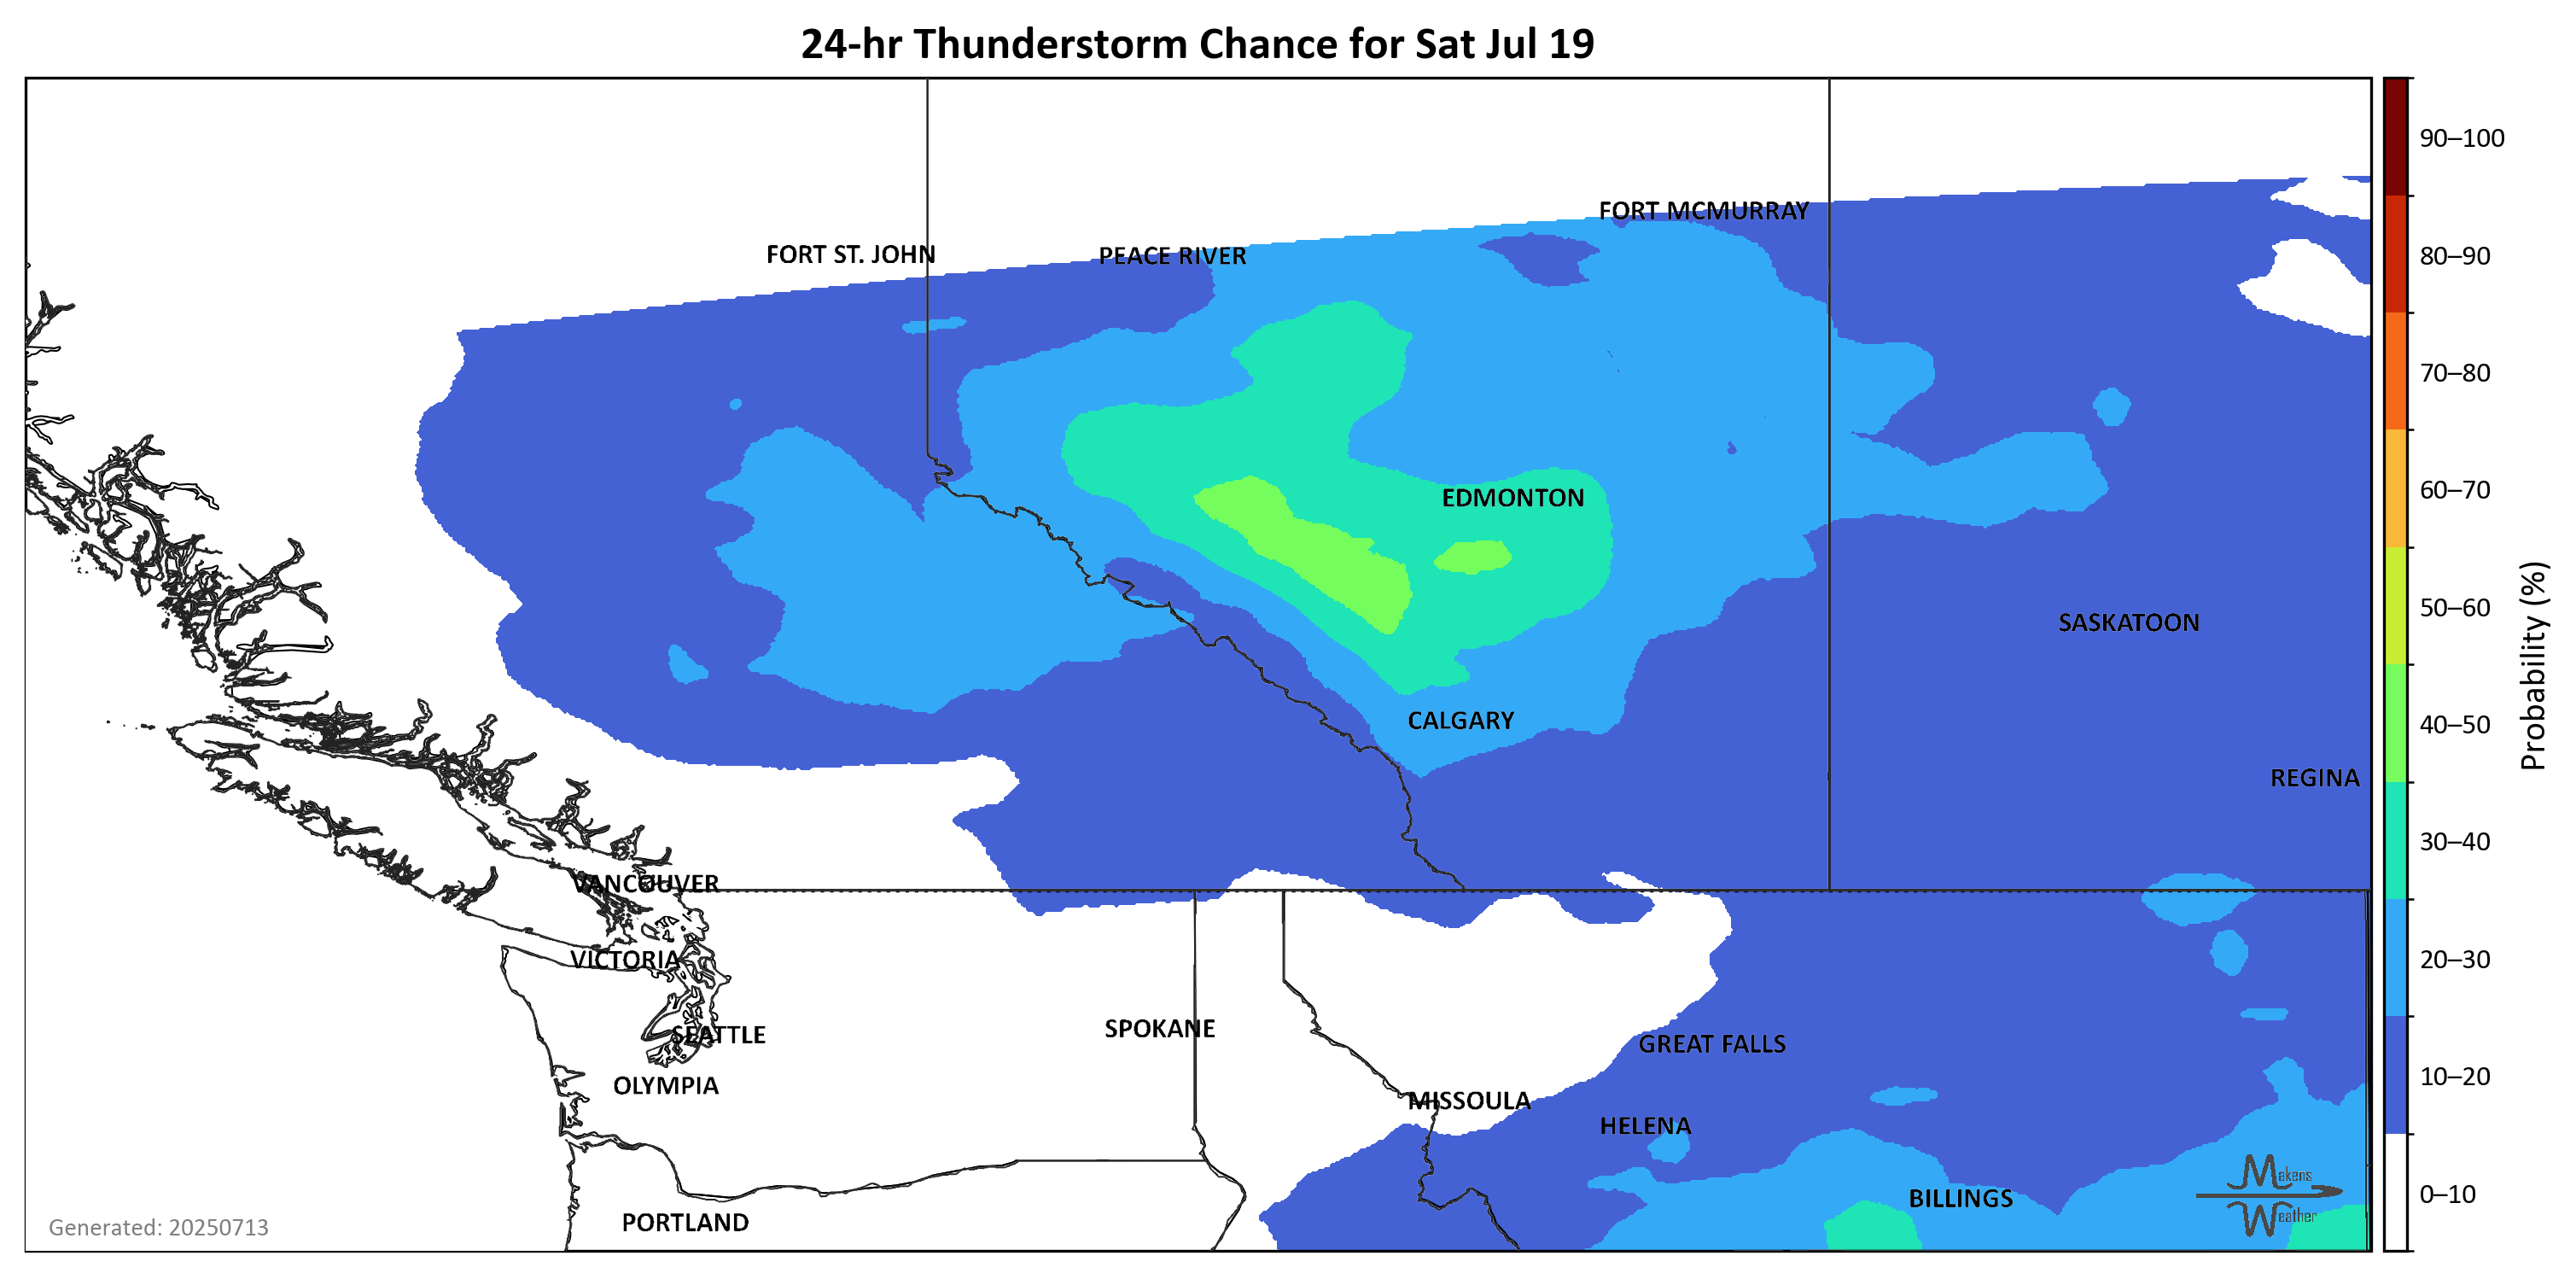 24-hr Thunderstorm Chance for Sat Jul 19
FORT MCMURRAY
FORT ST. JOHN
PEACE RIVER
EDMONTON
SASKATOON
CALGARY
REGINA
VANCOUVER
VICTORIA
SEATTLE
SPOKANE
GREAT FALLS
OLYMPIA
MISSOULA
HELENA
BILLINGS
PORTLAND
Makens
Weather
Generated: 20250713
90–100
80–90
70–80
60–70
50–60
40–50
30–40
20–30
10–20
0–10
Probability (%)